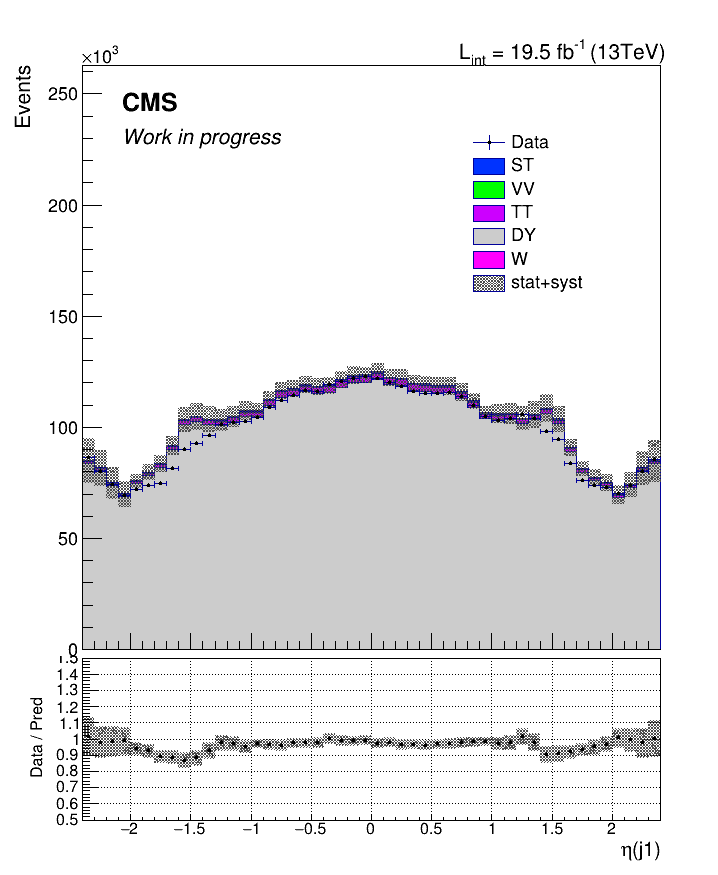 ×10³
L_int = 19.5 fb⁻¹ (13TeV)
Events
CMS
Work in progress
Data
ST
VV
TT
DY
W
stat+syst
250
200
150
100
50
0
Data / Pred
1.5
1.4
1.3
1.2
1.1
1
0.9
0.8
0.7
0.6
0.5
−2 −1.5 −1 −0.5 0 0.5 1 1.5 2
η(j1)